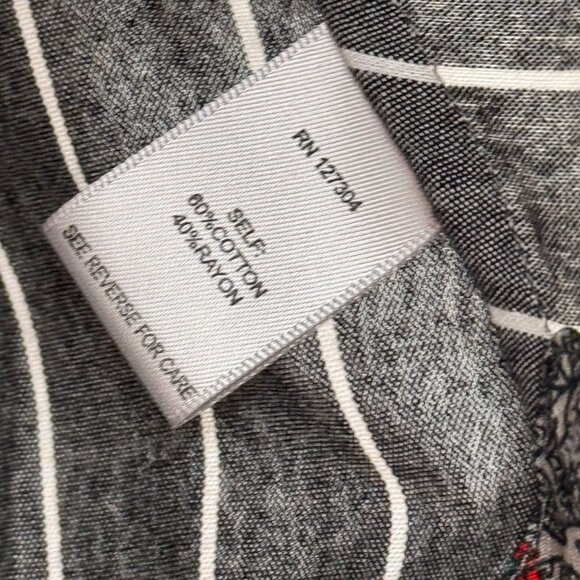 RN 127304
SELF:
60%COTTON
40%RAYON
SEE REVERSE FOR CARE